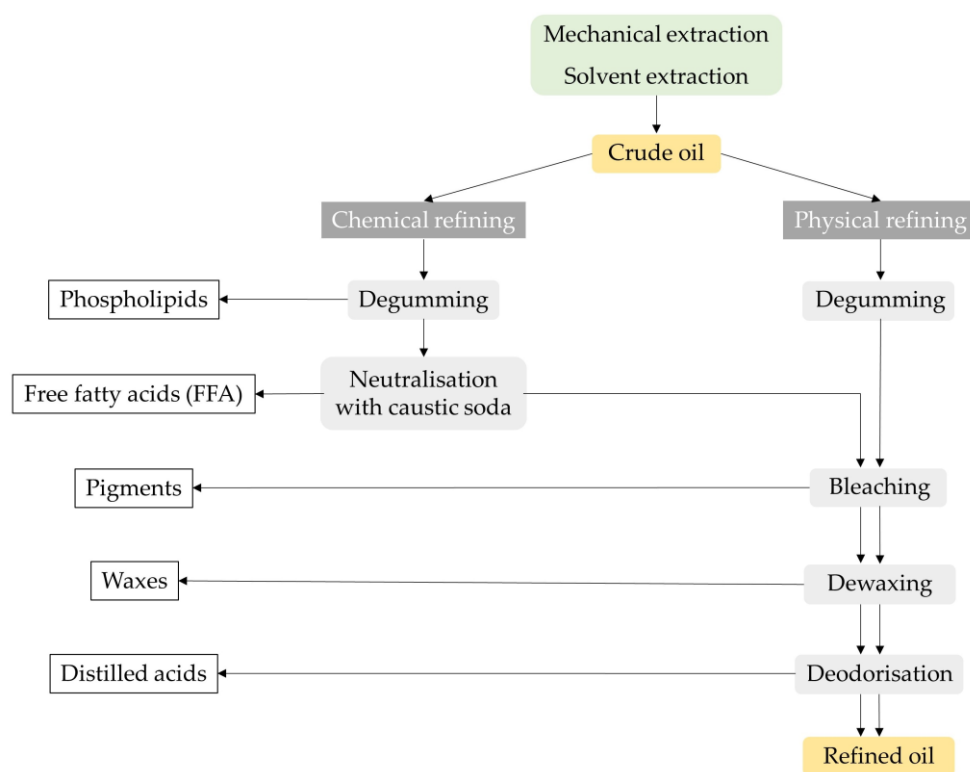 Mechanical extraction
Solvent extraction
Crude oil
Chemical refining
Physical refining
Phospholipids
Degumming
Degumming
Free fatty acids (FFA)
Neutralisation
with caustic soda
Pigments
Bleaching
Waxes
Dewaxing
Distilled acids
Deodorisation
Refined oil